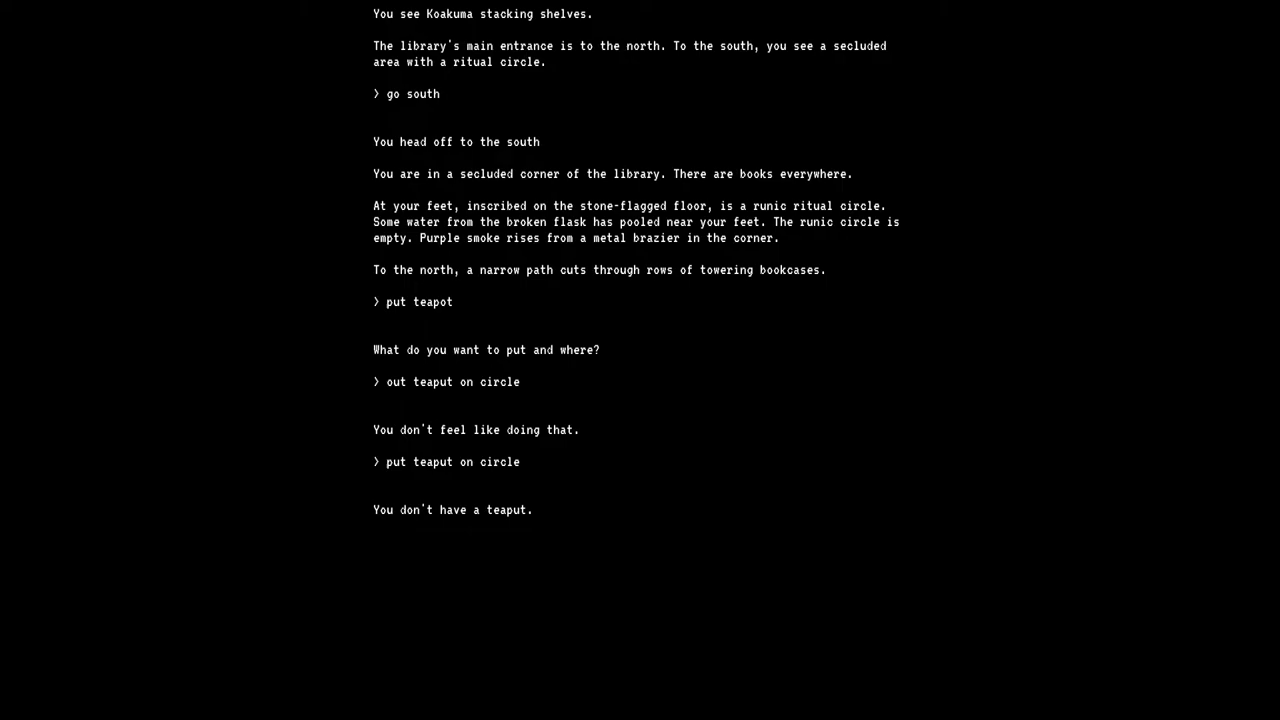 You see Koakuma stacking shelves.
The library's main entrance is to the north. To the south, you see a secluded
area with a ritual circle.
> go south
You head off to the south
You are in a secluded corner of the library. There are books everywhere.
At your feet, inscribed on the stone-flagged floor, is a runic ritual circle.
Some water from the broken flask has pooled near your feet. The runic circle is
empty. Purple smoke rises from a metal brazier in the corner.
To the north, a narrow path cuts through rows of towering bookcases.
> put teapot
What do you want to put and where?
> out teaput on circle
You don't feel like doing that.
> put teaput on circle
You don't have a teaput.